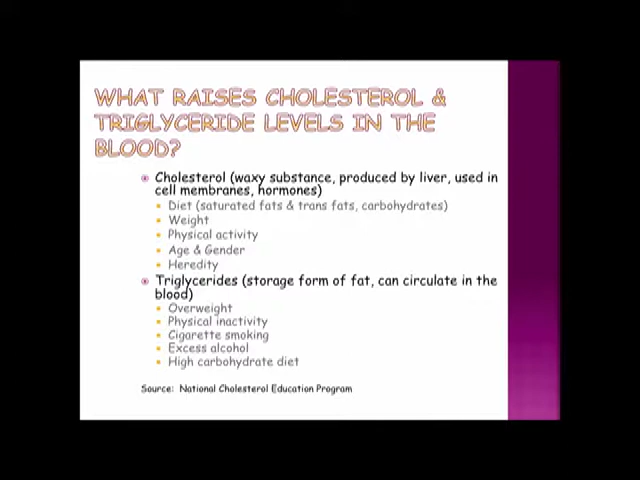 WHAT RAISES CHOLESTEROL &
TRIGLYCERIDE LEVELS IN THE
BLOOD?
Cholesterol (waxy substance, produced by liver, used in
cell membranes, hormones)
Diet (saturated fats & trans fats, carbohydrates)
Weight
Physical activity
Age & Gender
Heredity
Triglycerides (storage form of fat, can circulate in the
blood)
Overweight
Physical inactivity
Cigarette smoking
Excess alcohol
High carbohydrate diet
Source: National Cholesterol Education Program